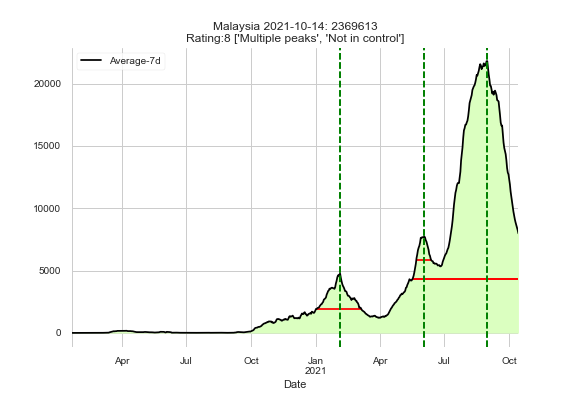 Malaysia 2021-10-14: 2369613
Rating:8 ['Multiple peaks', 'Not in control']
Average-7d
20000
15000
10000
5000
0
Apr Jul Oct Jan Apr Jul Oct
2021
Date